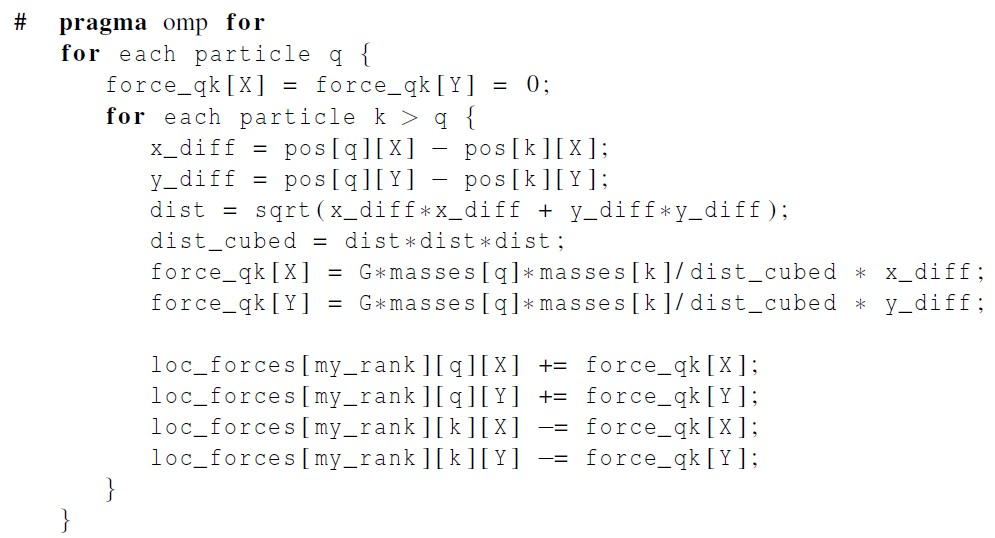 # pragma omp for
for each particle q {
force_qk[X] = force_qk[Y] = 0;
for each particle k > q {
x_diff = pos[q][X] − pos[k][X];
y_diff = pos[q][Y] − pos[k][Y];
dist = sqrt(x_diff*x_diff + y_diff*y_diff);
dist_cubed = dist*dist*dist;
force_qk[X] = G*masses[q]*masses[k]/dist_cubed * x_diff;
force_qk[Y] = G*masses[q]*masses[k]/dist_cubed * y_diff;
loc_forces[my_rank][q][X] += force_qk[X];
loc_forces[my_rank][q][Y] += force_qk[Y];
loc_forces[my_rank][k][X] −= force_qk[X];
loc_forces[my_rank][k][Y] −= force_qk[Y];
}
}